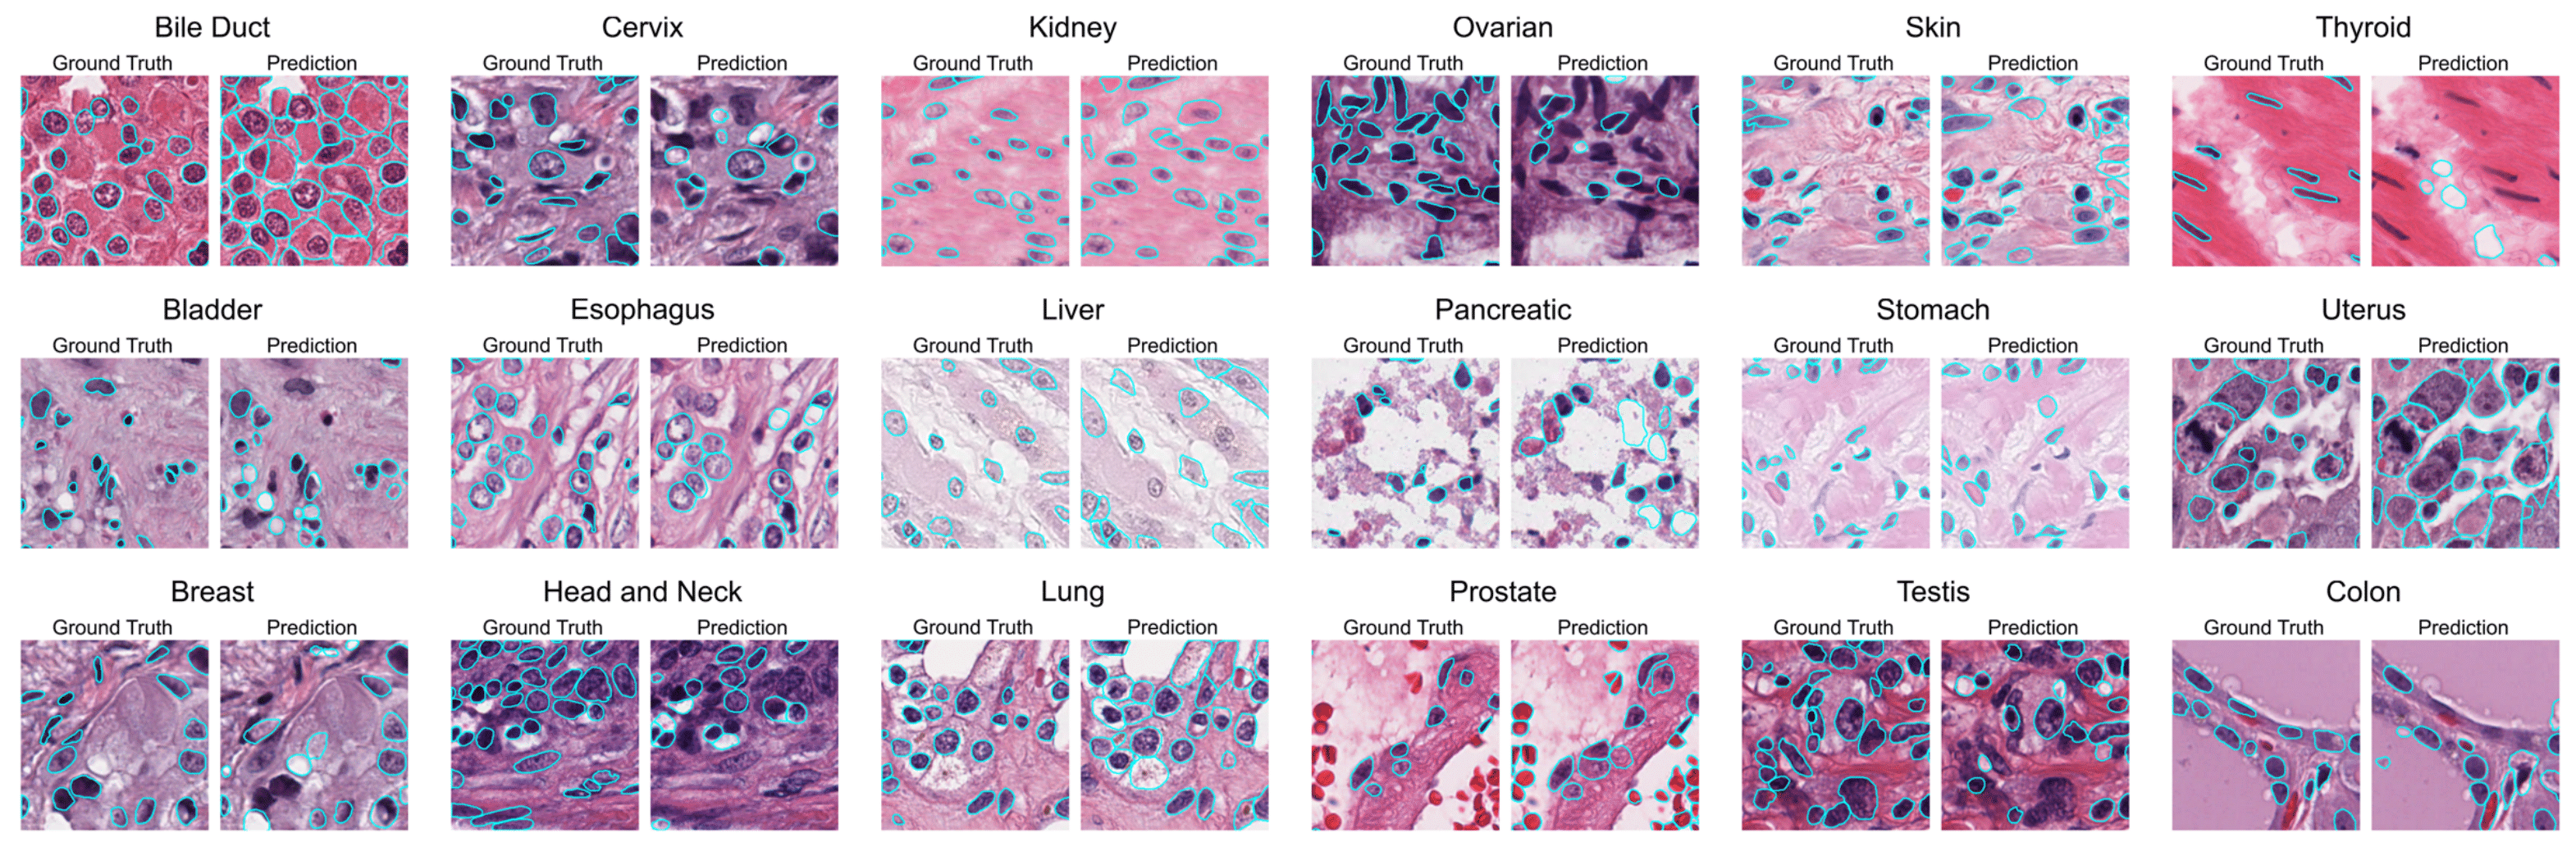 Bile Duct
Cervix
Kidney
Ovarian
Skin
Thyroid
Ground Truth Prediction
Ground Truth Prediction
Ground Truth Prediction
Ground Truth Prediction
Ground Truth Prediction
Ground Truth Prediction
Bladder
Esophagus
Liver
Pancreatic
Stomach
Uterus
Ground Truth Prediction
Ground Truth Prediction
Ground Truth Prediction
Ground Truth Prediction
Ground Truth Prediction
Ground Truth Prediction
Breast
Head and Neck
Lung
Prostate
Testis
Colon
Ground Truth Prediction
Ground Truth Prediction
Ground Truth Prediction
Ground Truth Prediction
Ground Truth Prediction
Ground Truth Prediction